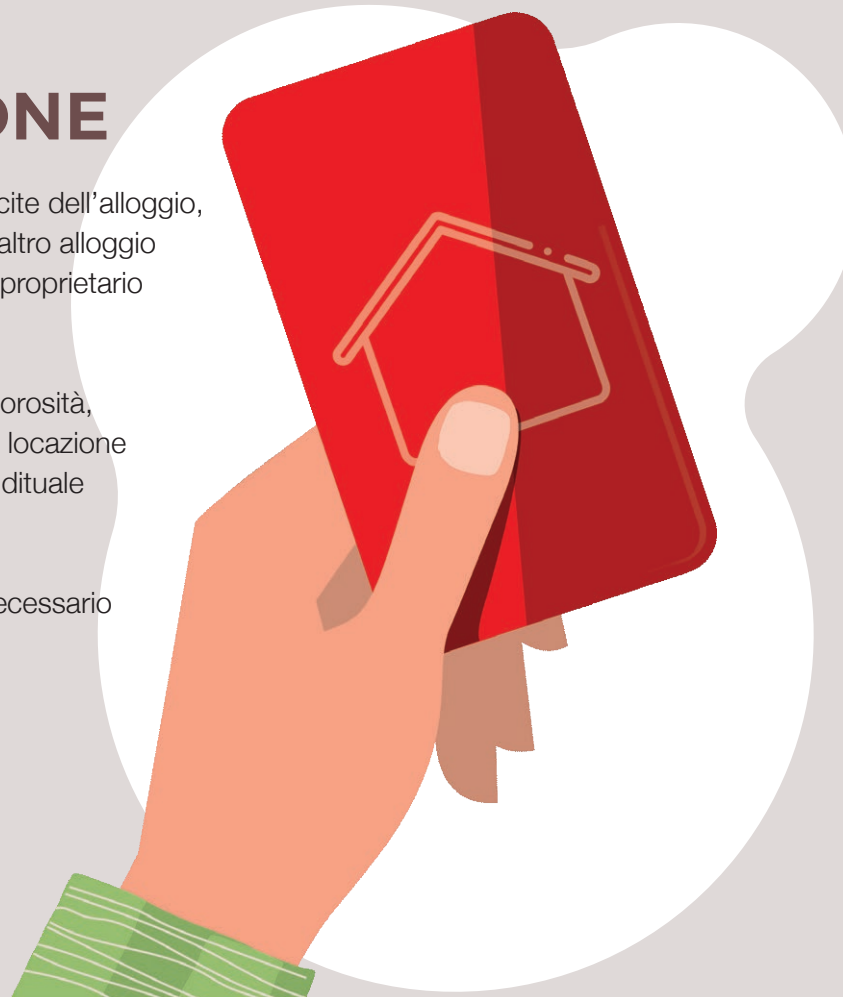 ONE
cite dell’alloggio,
altro alloggio
proprietario
orosità,
locazione
dituale
ecessario